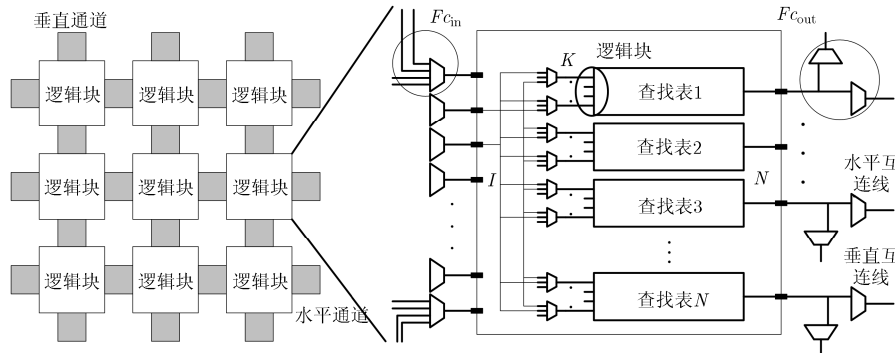 垂直通道
逻辑块 逻辑块 逻辑块
逻辑块 逻辑块 逻辑块
逻辑块 逻辑块 逻辑块
水平通道
Fc_in
Fc_out
逻辑块
K
I
N
查找表1
查找表2
查找表3
查找表N
水平互
连线
垂直互
连线